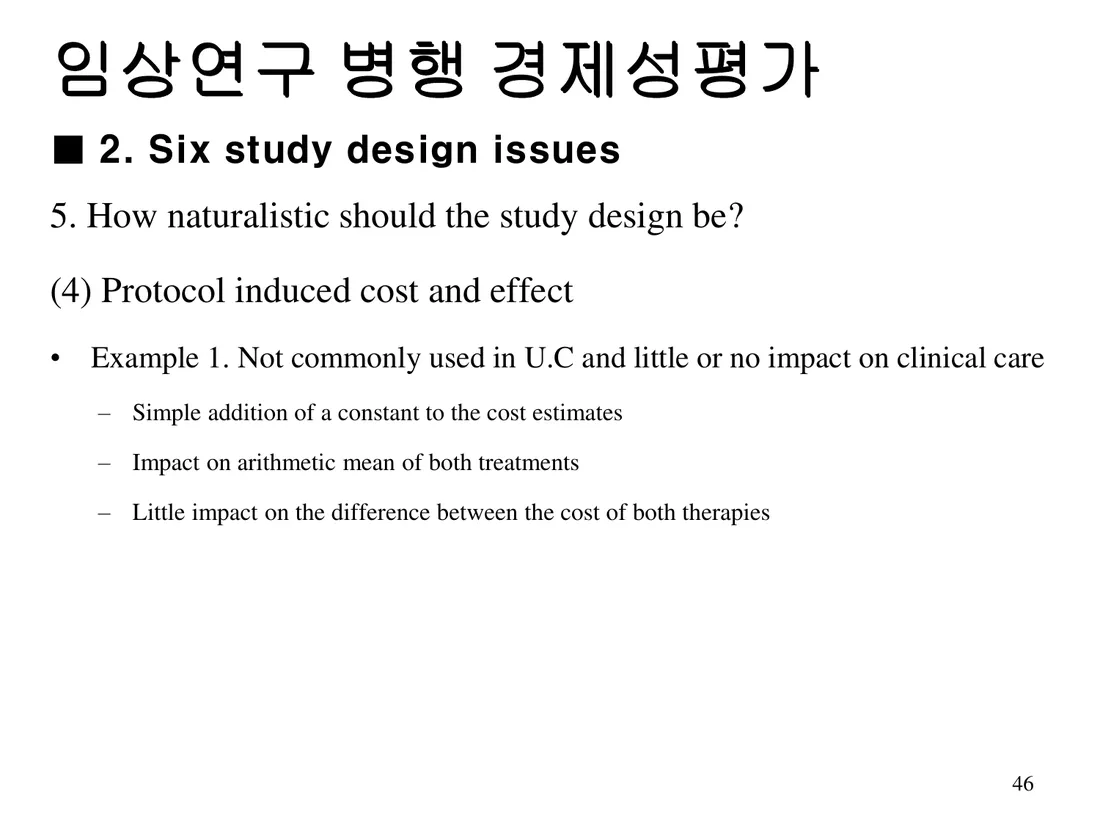 임상연구 병행 경제성평가
■ 2. Six study design issues
5. How naturalistic should the study design be?
(4) Protocol induced cost and effect
• Example 1. Not commonly used in U.C and little or no impact on clinical care
– Simple addition of a constant to the cost estimates
– Impact on arithmetic mean of both treatments
– Little impact on the difference between the cost of both therapies
46